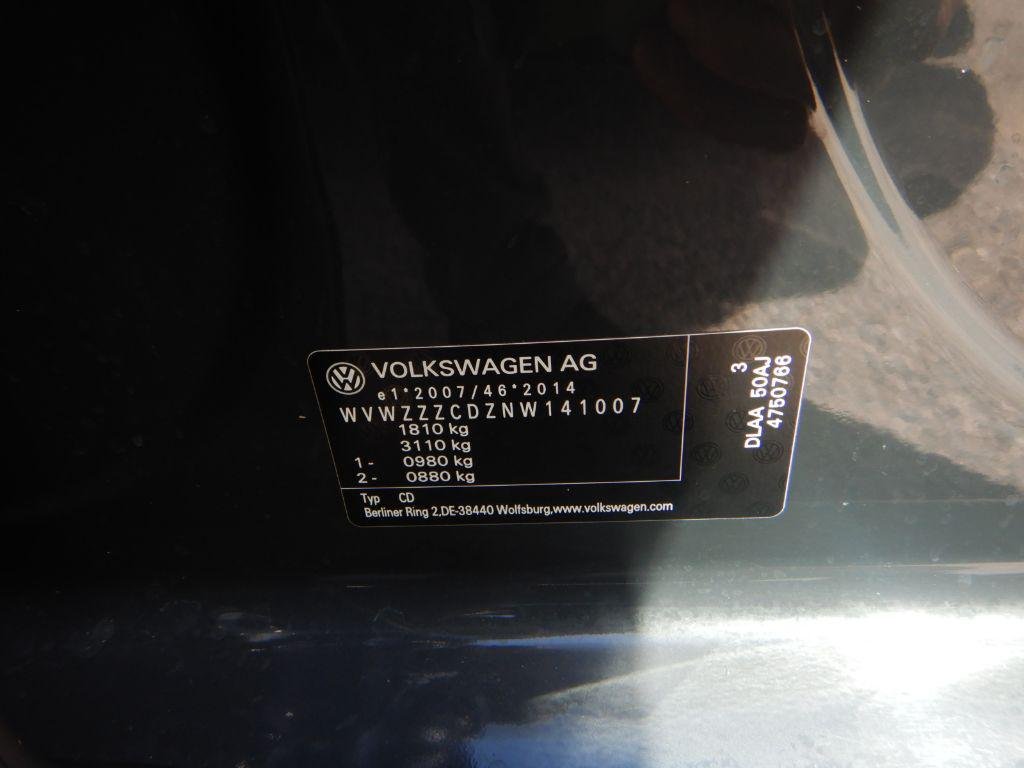 VOLKSWAGEN AG
e1*2007/46*2014
WVWZZZCDZNW141007
1810 kg
3110 kg
1 - 0980 kg
2 - 0880 kg
Typ CD
Berliner Ring 2,DE-38440 Wolfsburg,www.volkswagen.com
3
DLAA 50AJ
4750766